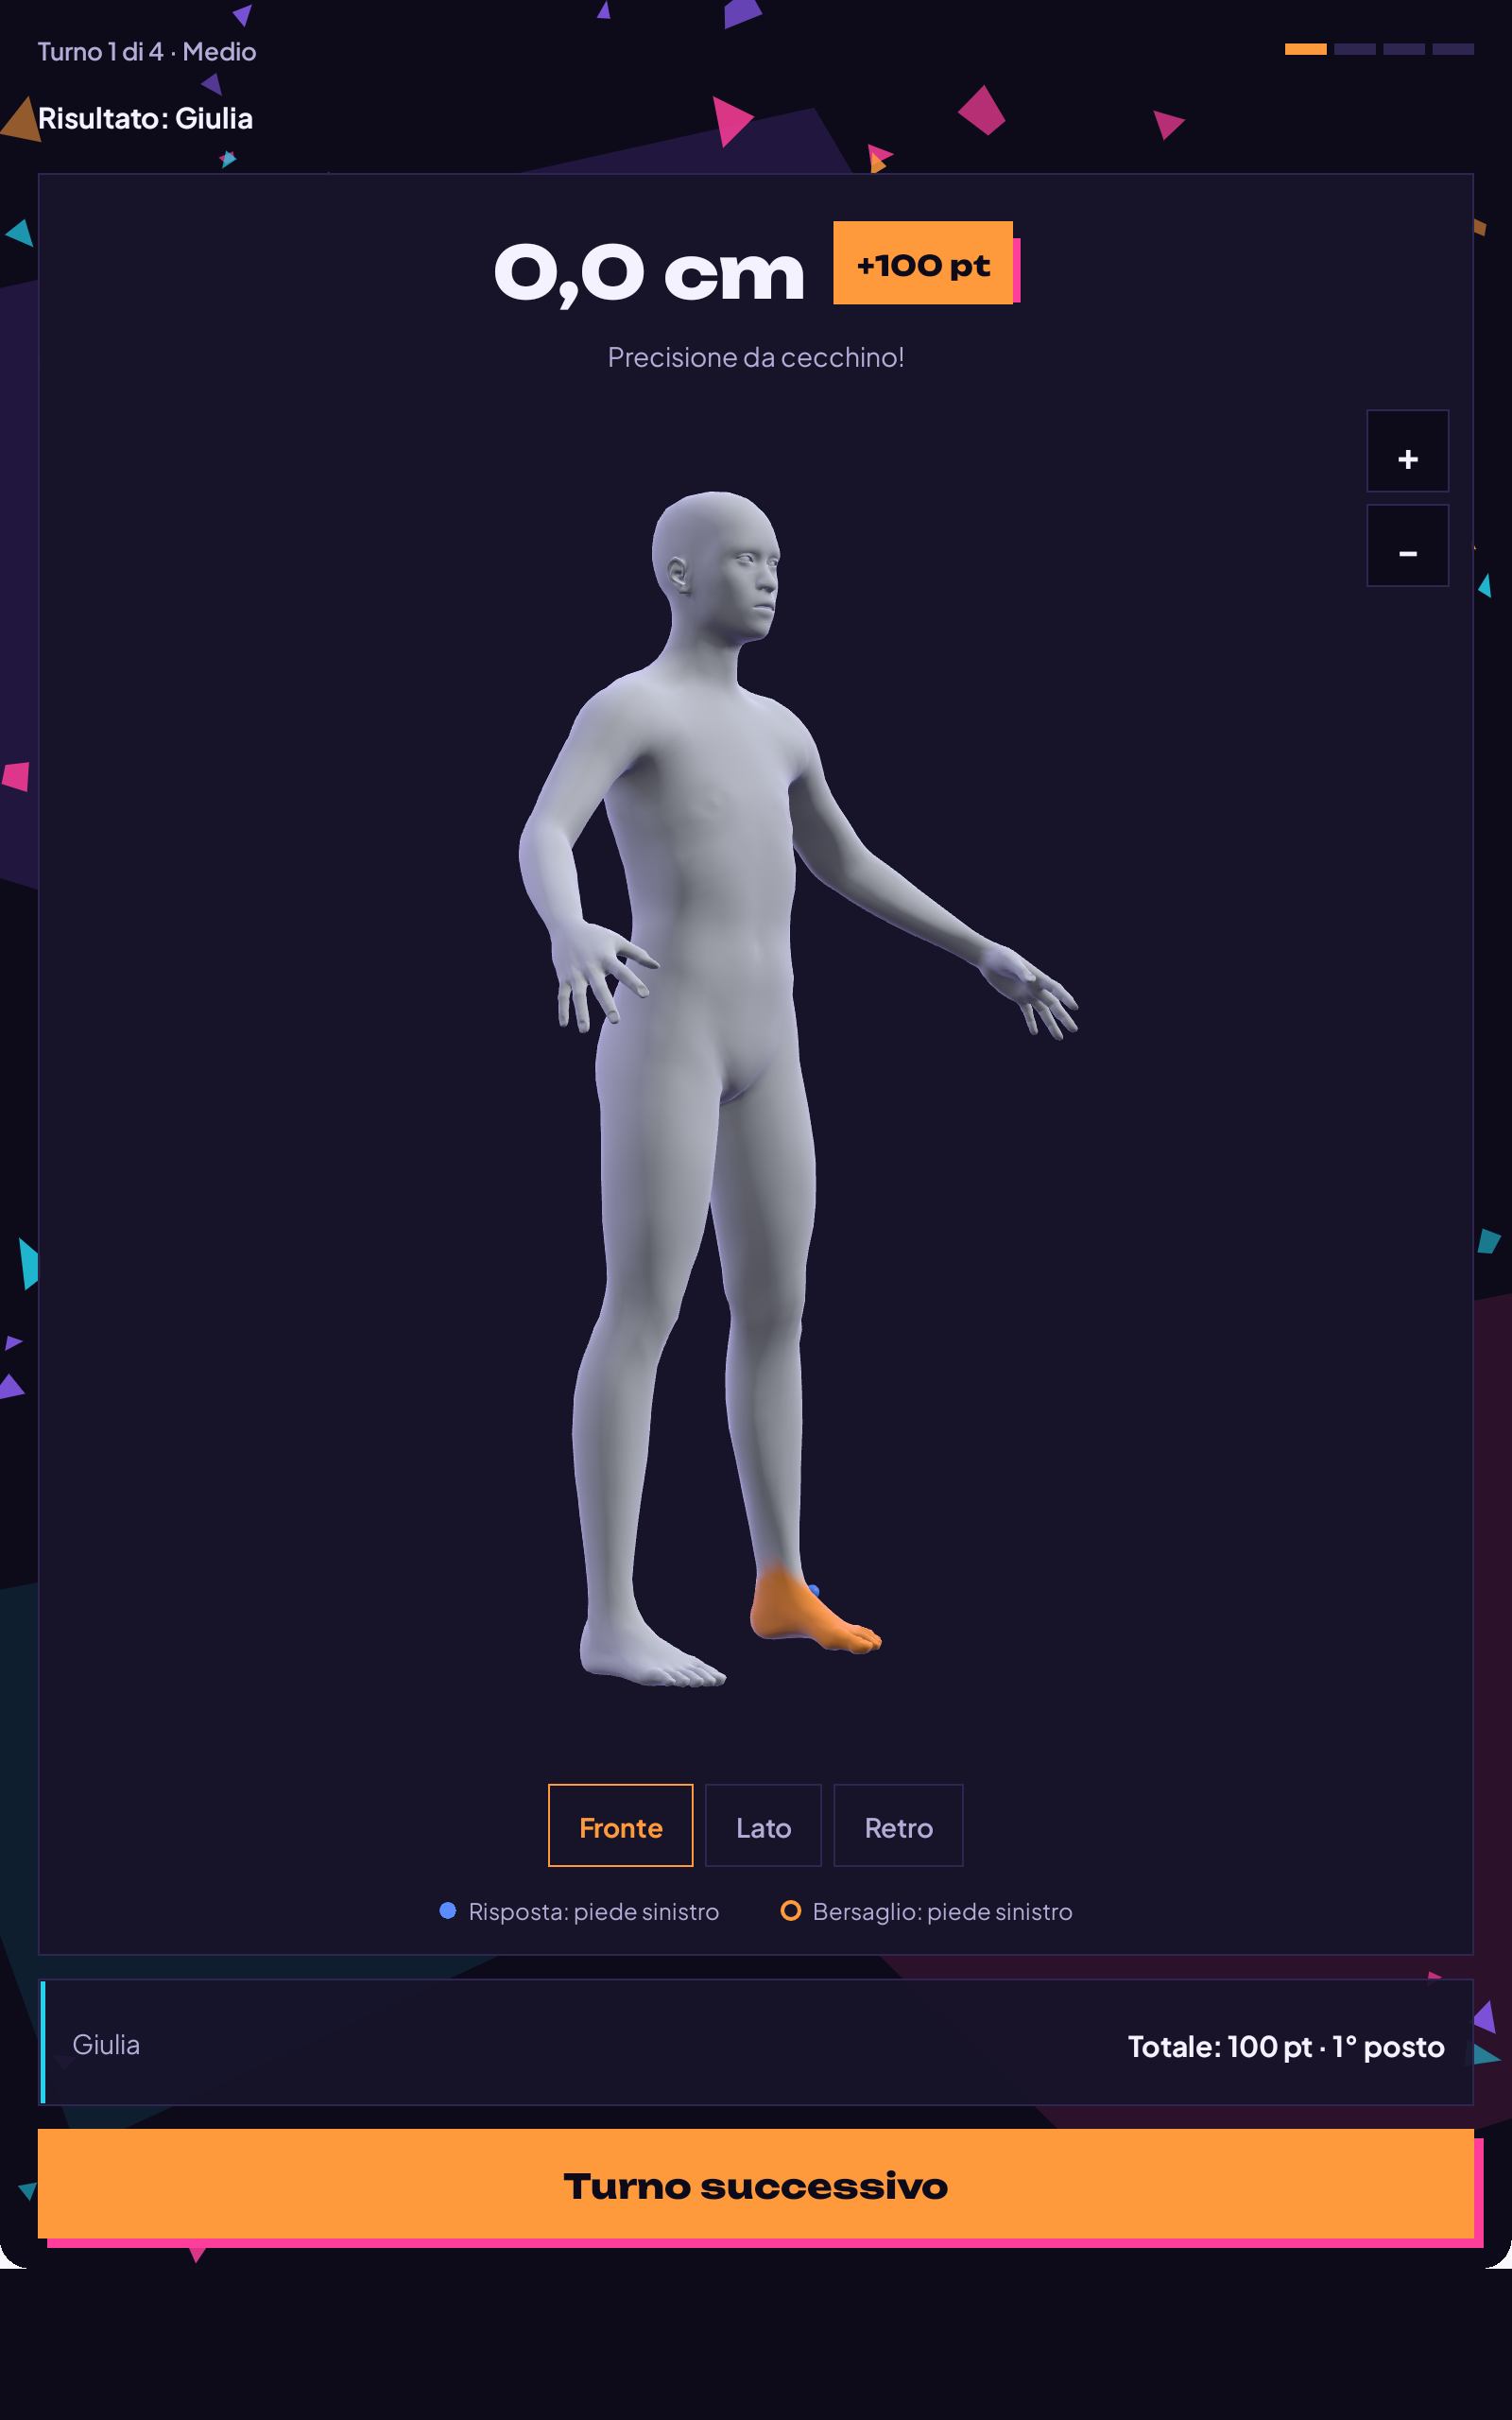 Turno 1 di 4 · Medio
Risultato: Giulia
0,0 cm
+100 pt
Precisione da cecchino!
+
−
Fronte
Lato
Retro
Risposta: piede sinistro
Bersaglio: piede sinistro
Giulia
Totale: 100 pt · 1° posto
Turno successivo